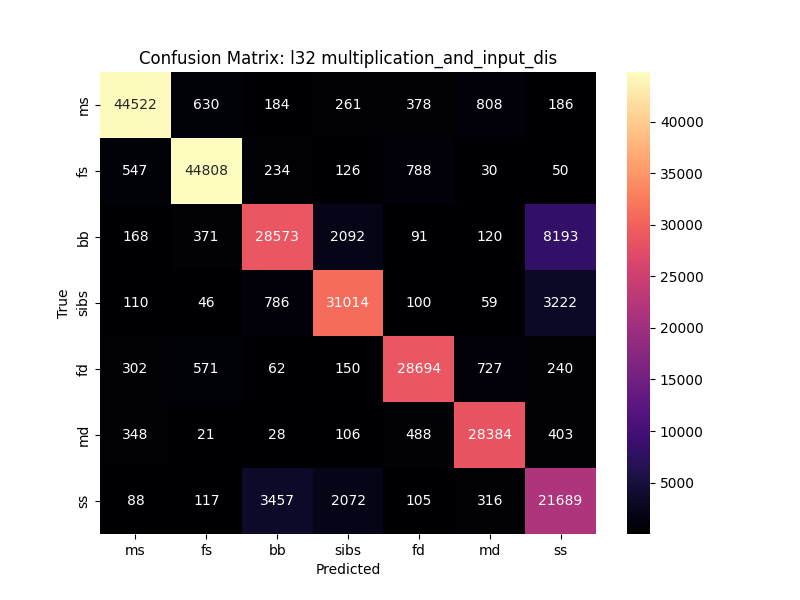 Confusion Matrix: l32 multiplication_and_input_dis
ms 44522 630 184 261 378 808 186
fs 547 44808 234 126 788 30 50
bb 168 371 28573 2092 91 120 8193
sibs 110 46 786 31014 100 59 3222
fd 302 571 62 150 28694 727 240
md 348 21 28 106 488 28384 403
ss 88 117 3457 2072 105 316 21689
ms fs bb sibs fd md ss
Predicted
True
40000
35000
30000
25000
20000
15000
10000
5000